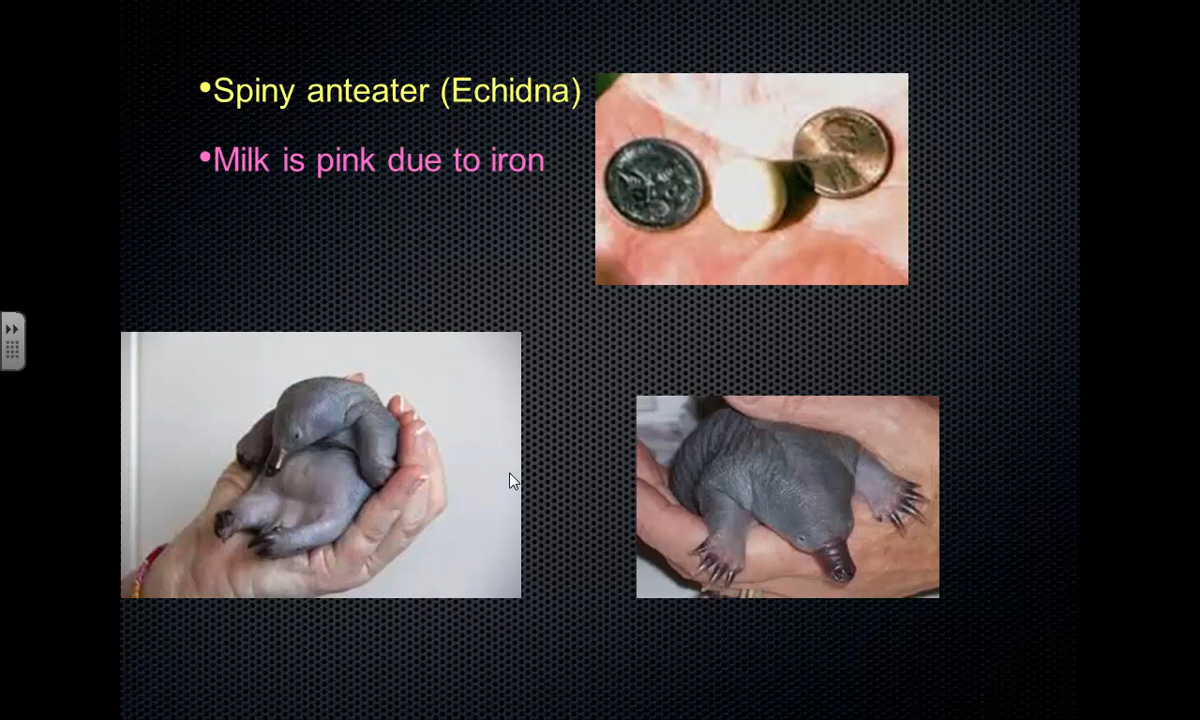 •Spiny anteater (Echidna)
•Milk is pink due to iron